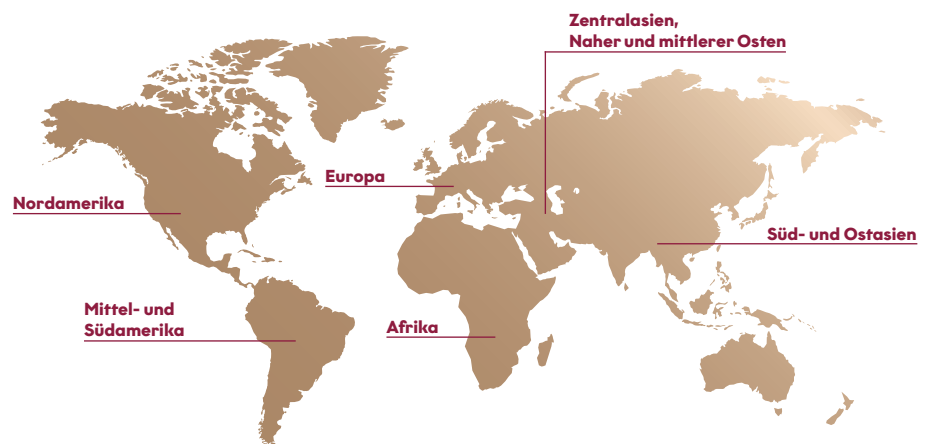 Zentralasien,
Naher und mittlerer Osten
Europa
Nordamerika
Süd- und Ostasien
Mittel- und
Südamerika
Afrika